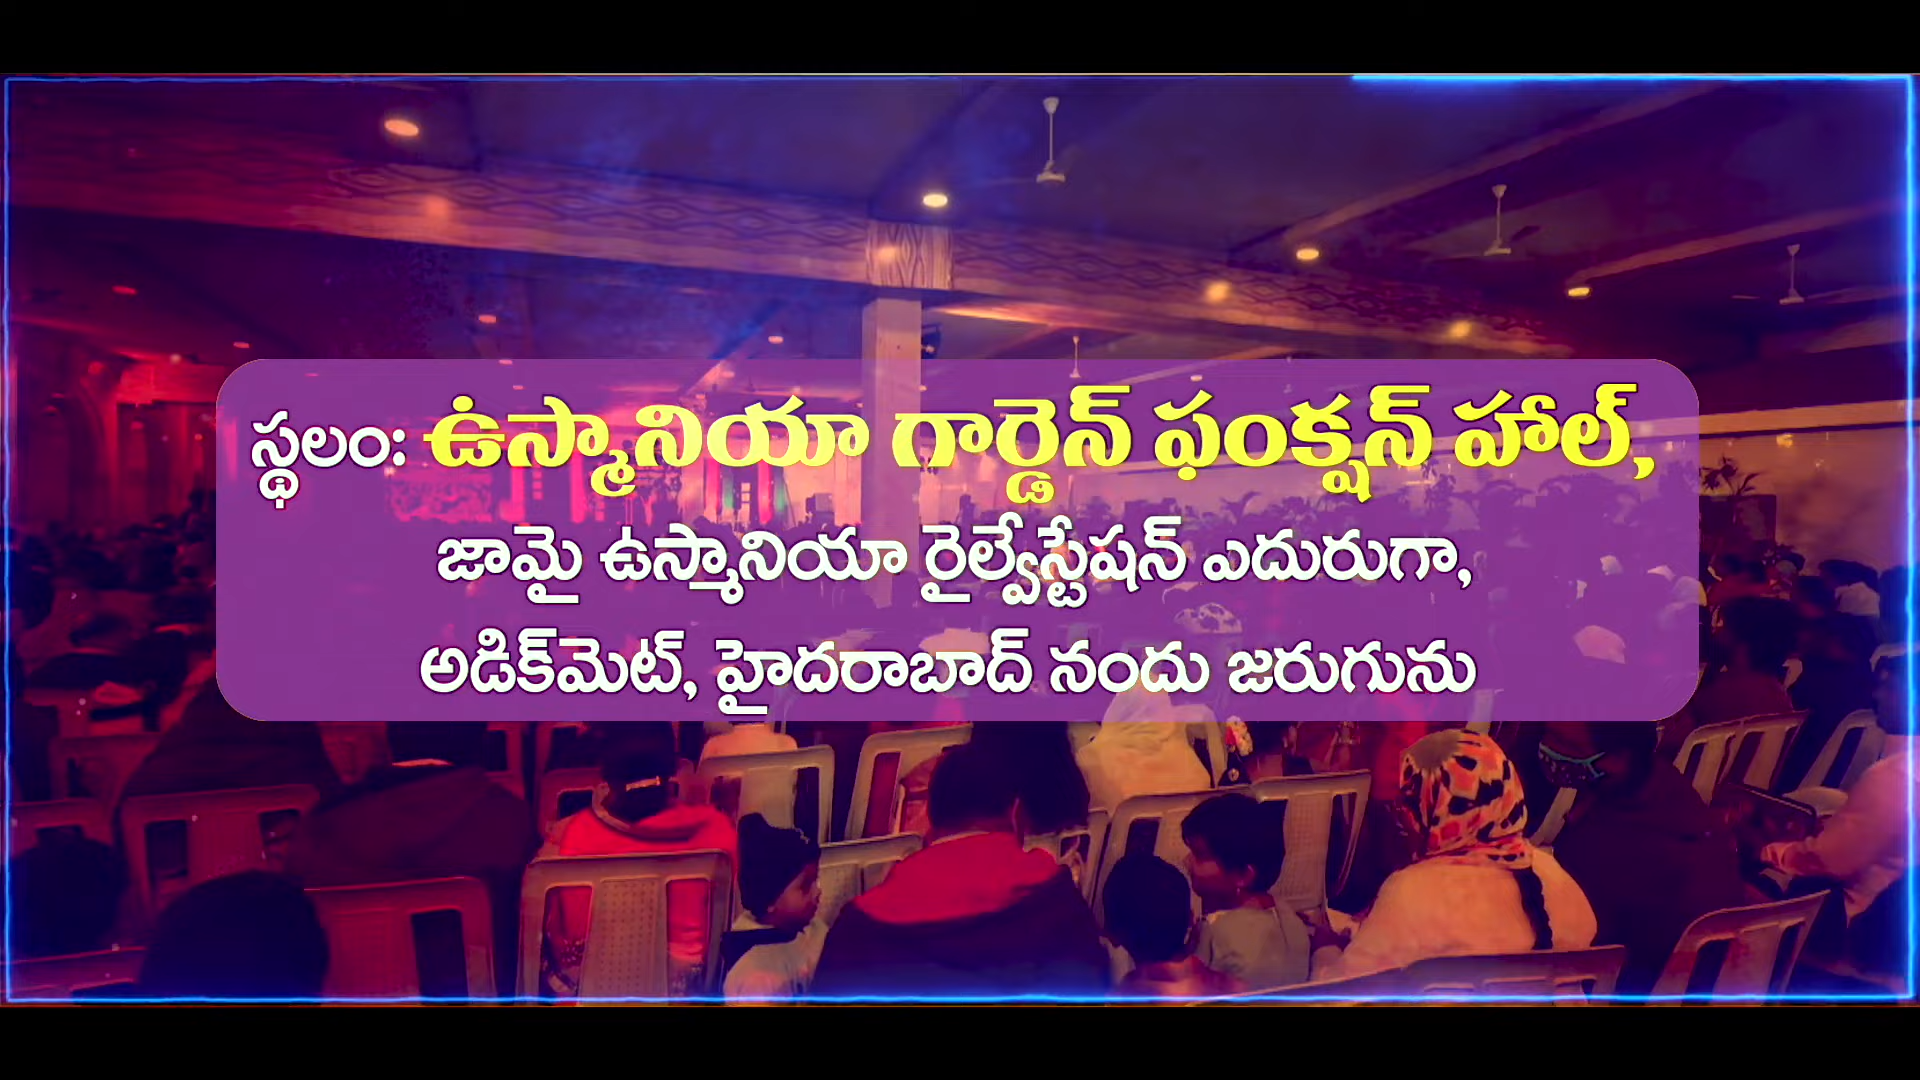 స్థలం: ఉస్మానియా గార్డెన్ ఫంక్షన్ హాల్,
జామై ఉస్మానియా రైల్వేస్టేషన్ ఎదురుగా,
అడిక్‌మెట్, హైదరాబాద్ నందు జరుగును